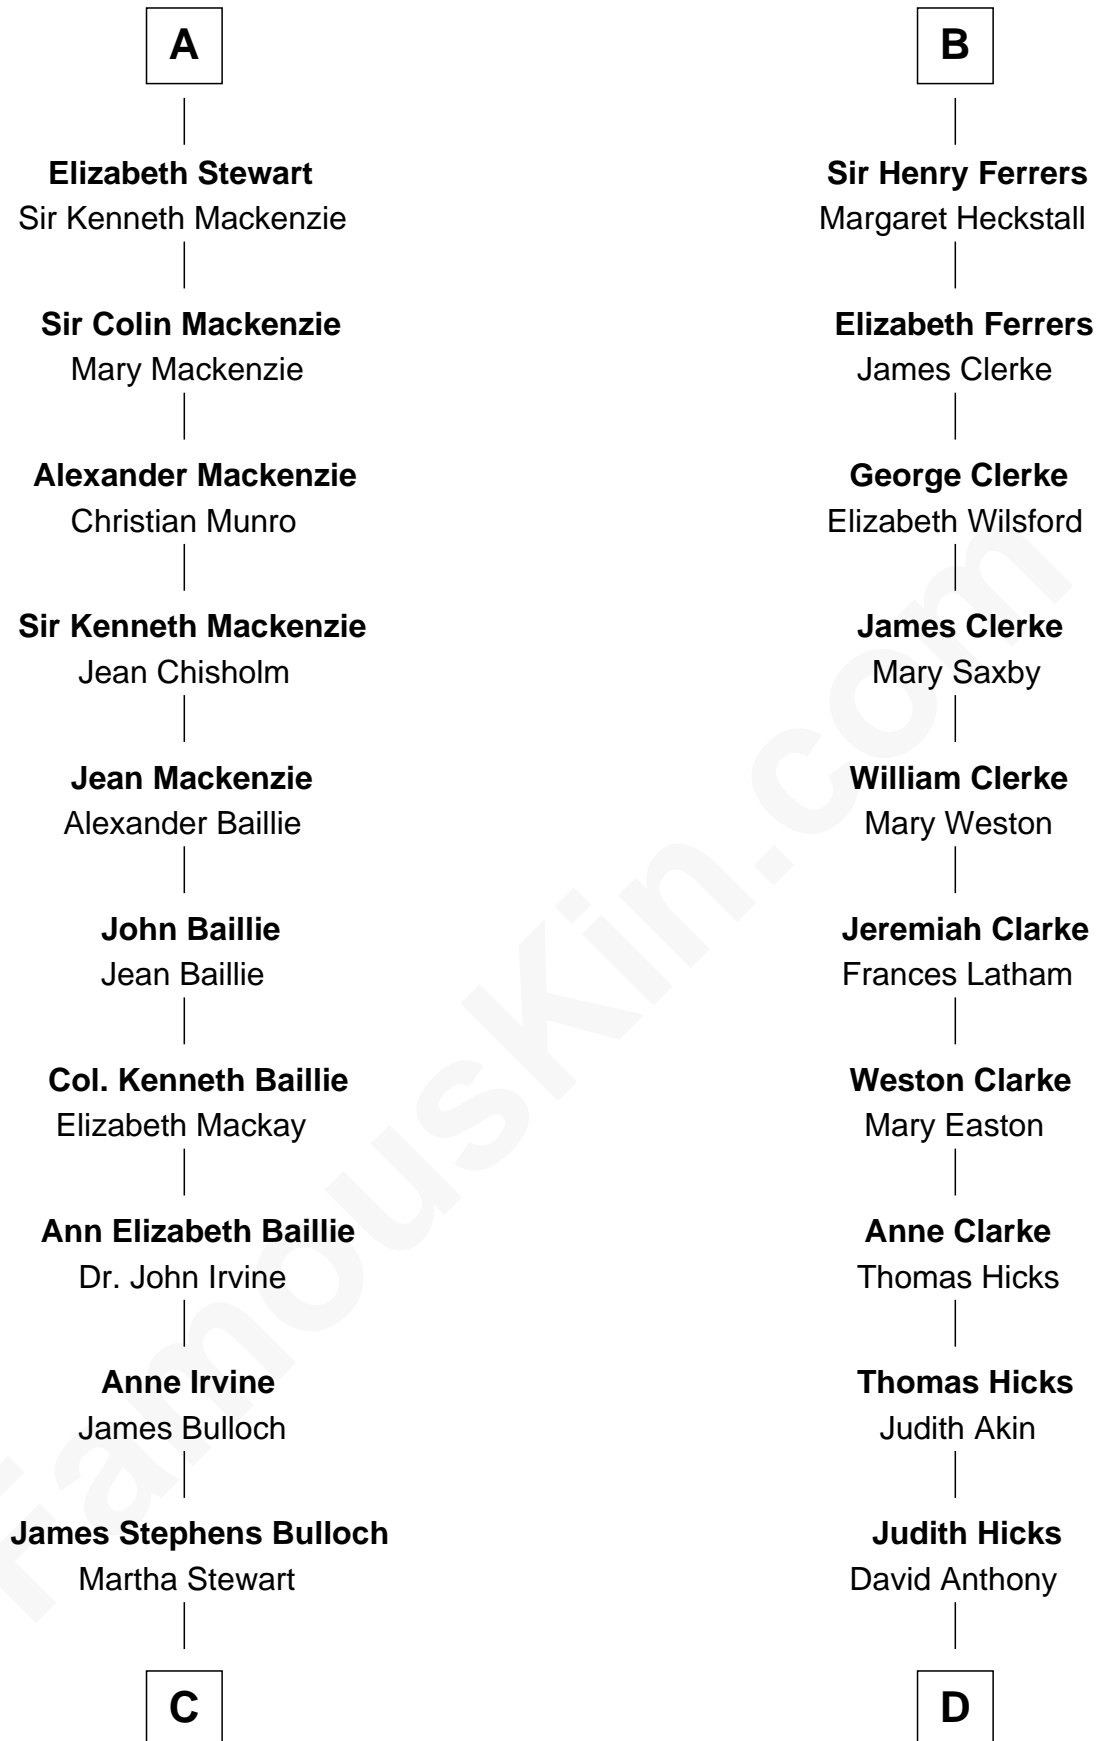 A
Elizabeth Stewart
Sir Kenneth Mackenzie
Sir Colin Mackenzie
Mary Mackenzie
Alexander Mackenzie
Christian Munro
Sir Kenneth Mackenzie
Jean Chisholm
Jean Mackenzie
Alexander Baillie
John Baillie
Jean Baillie
Col. Kenneth Baillie
Elizabeth Mackay
Ann Elizabeth Baillie
Dr. John Irvine
Anne Irvine
James Bulloch
James Stephens Bulloch
Martha Stewart
C
B
Sir Henry Ferrers
Margaret Heckstall
Elizabeth Ferrers
James Clerke
George Clerke
Elizabeth Wilsford
James Clerke
Mary Saxby
William Clerke
Mary Weston
Jeremiah Clarke
Frances Latham
Weston Clarke
Mary Easton
Anne Clarke
Thomas Hicks
Thomas Hicks
Judith Akin
Judith Hicks
David Anthony
D
FamousKin.com